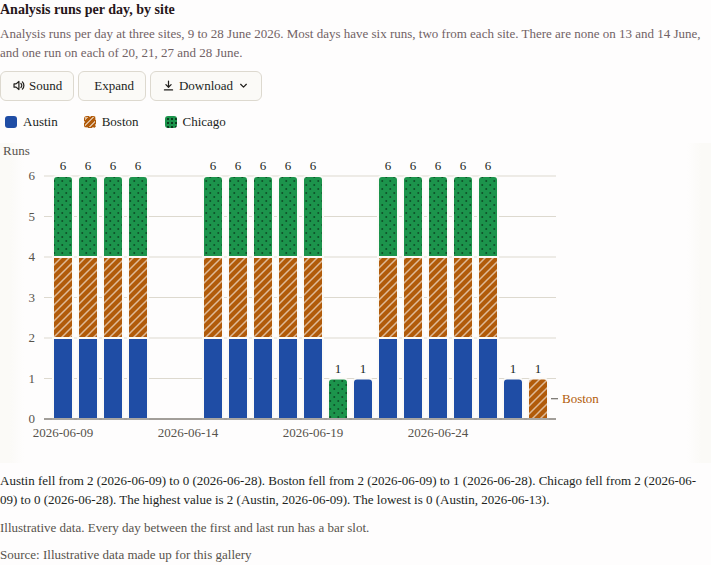 Analysis runs per day, by site
Analysis runs per day at three sites, 9 to 28 June 2026. Most days have six runs, two from each site. There are none on 13 and 14 June,
and one run on each of 20, 21, 27 and 28 June.
Sound Expand Download
Austin Boston Chicago
Runs
6 6 6 6 6 6 6 6 6 6 6 6 6 6
6
5
4
3
2
1
0
1 1 1 1
Boston
2026-06-09 2026-06-14 2026-06-19 2026-06-24
Austin fell from 2 (2026-06-09) to 0 (2026-06-28). Boston fell from 2 (2026-06-09) to 1 (2026-06-28). Chicago fell from 2 (2026-06-
09) to 0 (2026-06-28). The highest value is 2 (Austin, 2026-06-09). The lowest is 0 (Austin, 2026-06-13).
Illustrative data. Every day between the first and last run has a bar slot.
Source: Illustrative data made up for this gallery